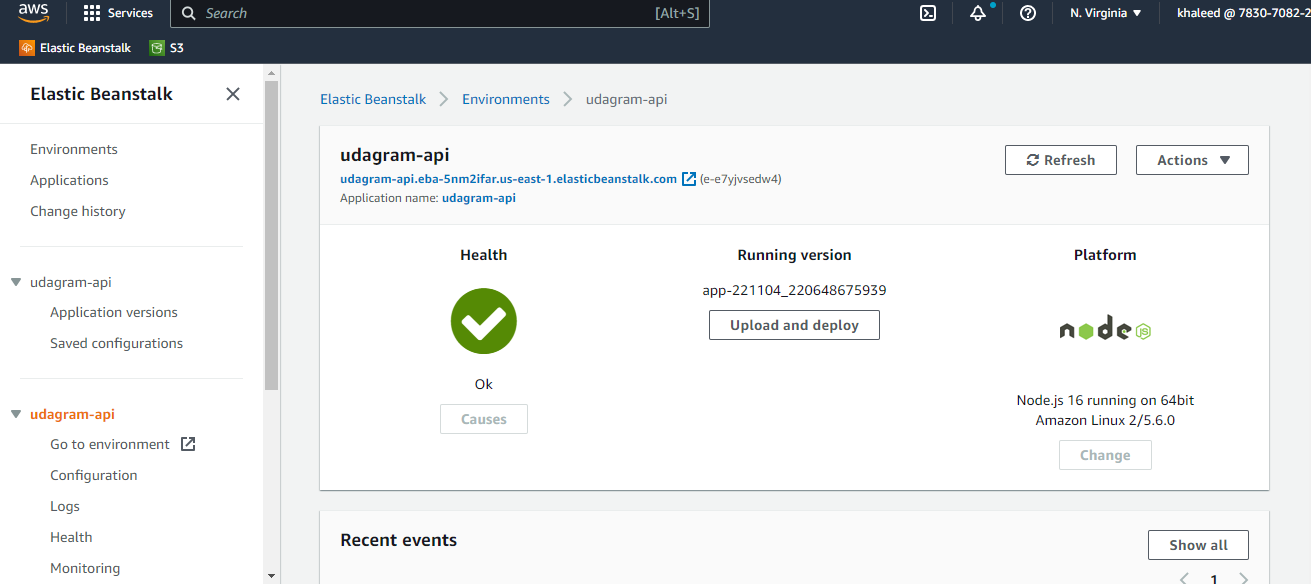 aws
Services
Search
[Alt+S]
N. Virginia
khaleed @ 7830-7082-2
Elastic Beanstalk
S3
Elastic Beanstalk
Environments
Applications
Change history
udagram-api
Application versions
Saved configurations
udagram-api
Go to environment
Configuration
Logs
Health
Monitoring
Elastic Beanstalk
Environments
udagram-api
udagram-api
Refresh
Actions
udagram-api.eba-5nm2ifar.us-east-1.elasticbeanstalk.com (e-e7yjvsedw4)
Application name: udagram-api
Health
Ok
Causes
Running version
app-221104_220648675939
Upload and deploy
Platform
node
JS
Node.js 16 running on 64bit
Amazon Linux 2/5.6.0
Change
Recent events
Show all
1